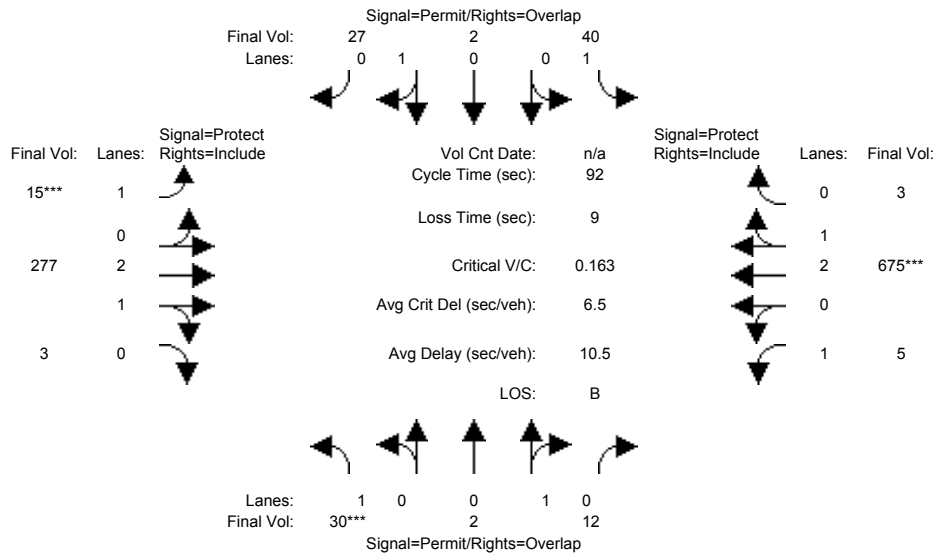 Signal=Permit/Rights=Overlap
Final Vol: 27 2 40
Lanes: 0 1 0 0 1
Signal=Protect
Final Vol: Lanes: Rights=Include
Vol Cnt Date: n/a
Signal=Protect
Rights=Include Lanes: Final Vol:
Cycle Time (sec): 92
15*** 1
0 3
Loss Time (sec): 9
0
1
277 2
Critical V/C: 0.163
2 675***
1
Avg Crit Del (sec/veh): 6.5
0
3 0
Avg Delay (sec/veh): 10.5
1 5
LOS: B
Lanes: 1 0 0 1 0
Final Vol: 30*** 2 12
Signal=Permit/Rights=Overlap